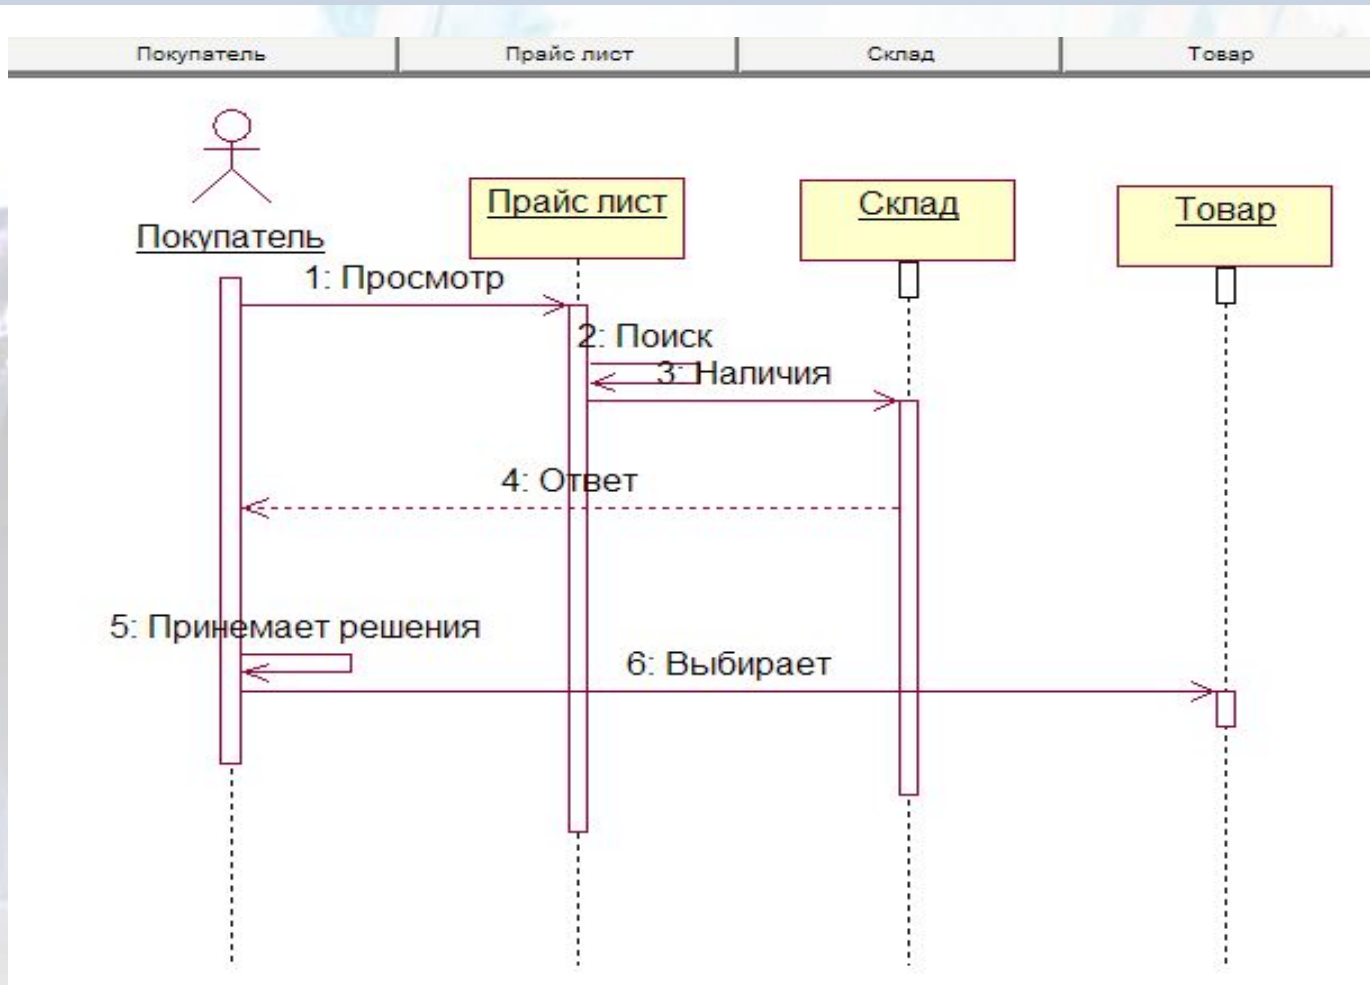 Покупатель
Прайс лист
Склад
Товар
Прайс лист
Склад
Товар
Покупатель
1: Просмотр
2: Поиск
3: Наличия
4: Ответ
5: Принемает решения
6: Выбирает